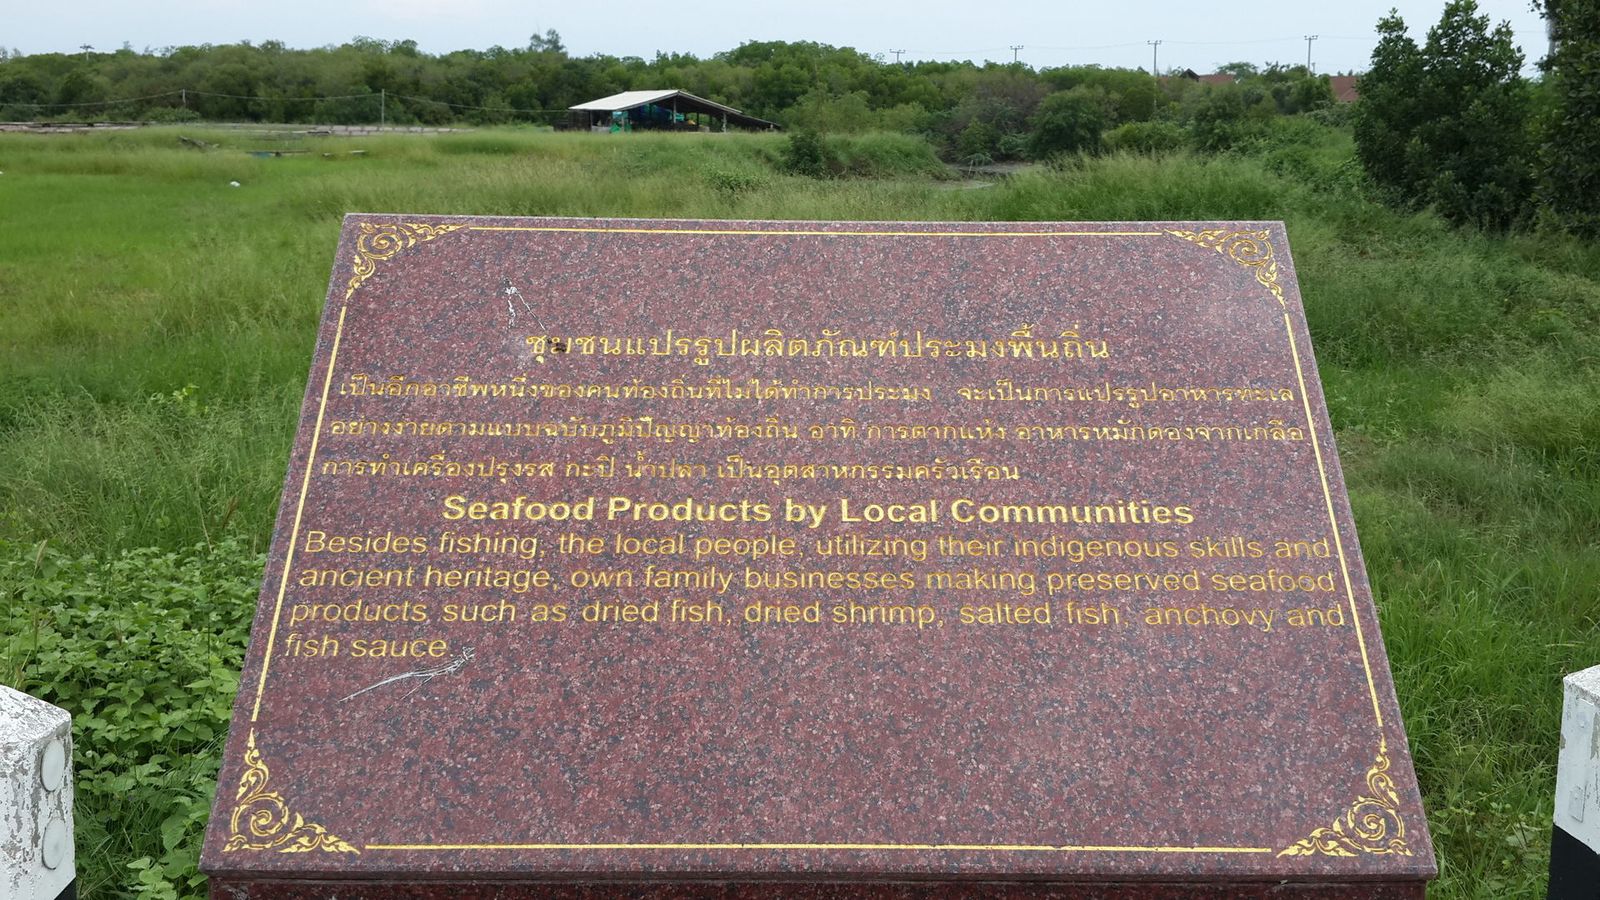 ชุมชนแปรรูปผลิตภัณฑ์ประมงพื้นถิ่น
เป็นอีกอาชีพหนึ่งของคนท้องถิ่นที่ไม่ได้ทำการประมง จะเป็นการแปรรูปอาหารทะเล
อย่างง่ายตามแบบฉบับภูมิปัญญาท้องถิ่น อาทิ การตากแห้ง อาหารหมักดองจากเกลือ
การทำเครื่องปรุงรส กะปิ น้ำปลา เป็นอุตสาหกรรมครัวเรือน
Seafood Products by Local Communities
Besides fishing, the local people, utilizing their indigenous skills and
ancient heritage, own family businesses making preserved seafood
products such as dried fish, dried shrimp, salted fish, anchovy and
fish sauce.